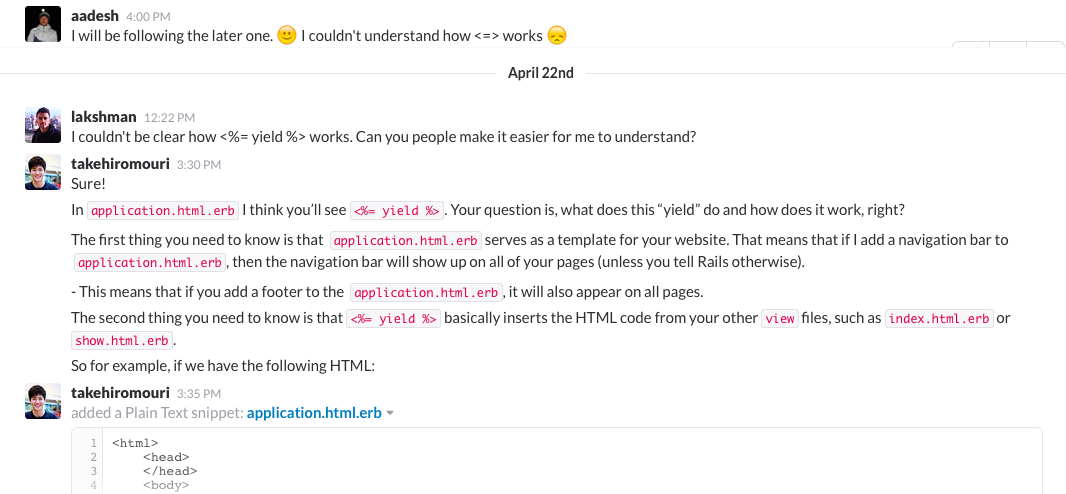 aadesh 4:00 PM
I will be following the later one. 🙂 I couldn't understand how <=> works 😞
April 22nd
lakshman 12:22 PM
I couldn't be clear how <%= yield %> works. Can you people make it easier for me to understand?
takehiromouri 3:30 PM
Sure!
In application.html.erb I think you'll see <%= yield %>. Your question is, what does this “yield” do and how does it work, right?
The first thing you need to know is that application.html.erb serves as a template for your website. That means that if I add a navigation bar to
application.html.erb, then the navigation bar will show up on all of your pages (unless you tell Rails otherwise).
- This means that if you add a footer to the application.html.erb, it will also appear on all pages.
The second thing you need to know is that <%= yield %> basically inserts the HTML code from your other view files, such as index.html.erb or
show.html.erb.
So for example, if we have the following HTML:
takehiromouri 3:35 PM
added a Plain Text snippet: application.html.erb
1 <html>
2 <head>
3 </head>
4 <body>